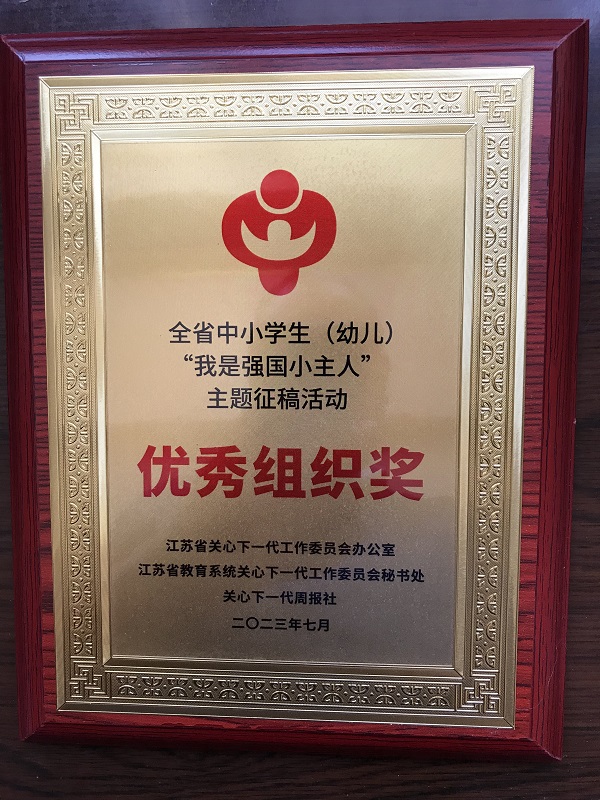 全省中小学生（幼儿）
“我是强国小主人”
主题征稿活动
优秀组织奖
江苏省关心下一代工作委员会办公室
江苏省教育系统关心下一代工作委员会秘书处
关心下一代周报社
二〇二三年七月